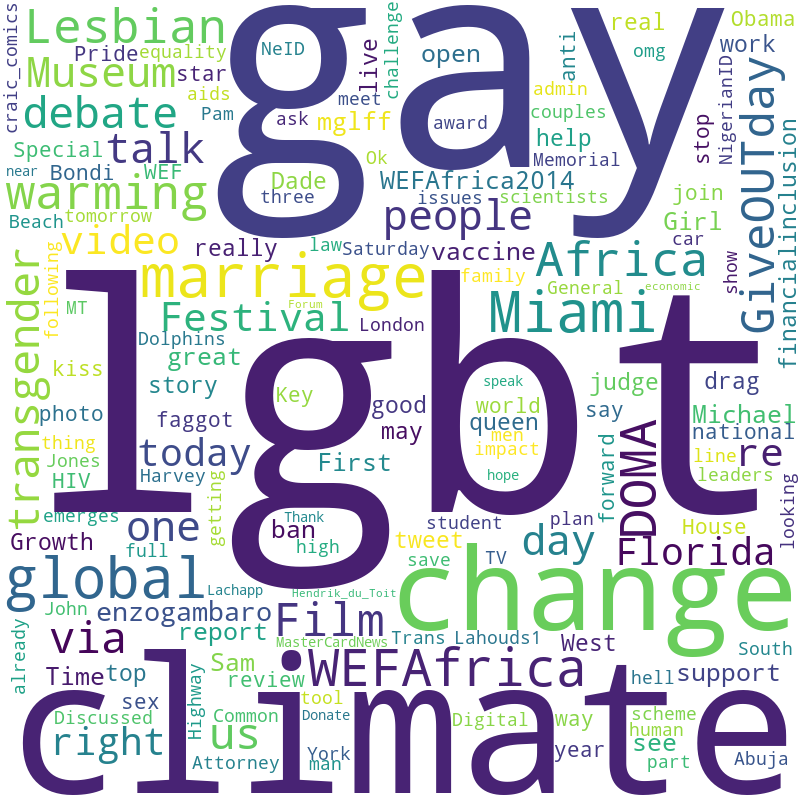 craic_comics
Lesbian
gay
Pride
equality
NeID
live
challenge
open
anti
real
omg
Obama
work
Museum
star
aids
Pam
ask
meet
mglff
award
admin
couples
help
Memorial
stop
NigerianID
GiveOUTday
financialinclusion
debate
talk
Special
near
Bondi
WEF
three
Ok
Dade
WEFAfrica2014
issues
scientists
join
warming
Beach
tomorrow
people
Girl
car
show
video
really
law
Saturday
vaccine
Africa
following
transgender
marriage
family
General
economic
MT
Forum
Festival
London
Miami
Dolphins
great
lgbt
kiss
story
Key
good
speak
world
judge
drag
photo
faggot
may
queen
men
say
Michael
national
thing
today
First
impact
DOMA
re
line
Jones
HIV
Harvey
hope
forward
leaders
looking
emerges
getting
one
ban
Thank
student
plan
day
House
Growth
full
high
tweet
TV
Florida
global
Lachapp
Hendrik_du_Toit
save
change
John
enzogambaro
Film
already
via
report
MasterCardNews
Trans
Lahouds1
West
South
Time
top
Sam
review
WEFAfrica
hell
support
climate
sex
Highway
tool
Discussed
Common
Donate
Digital
way
scheme
human
right
us
York
year
see
Abuja
Attorney
man
part